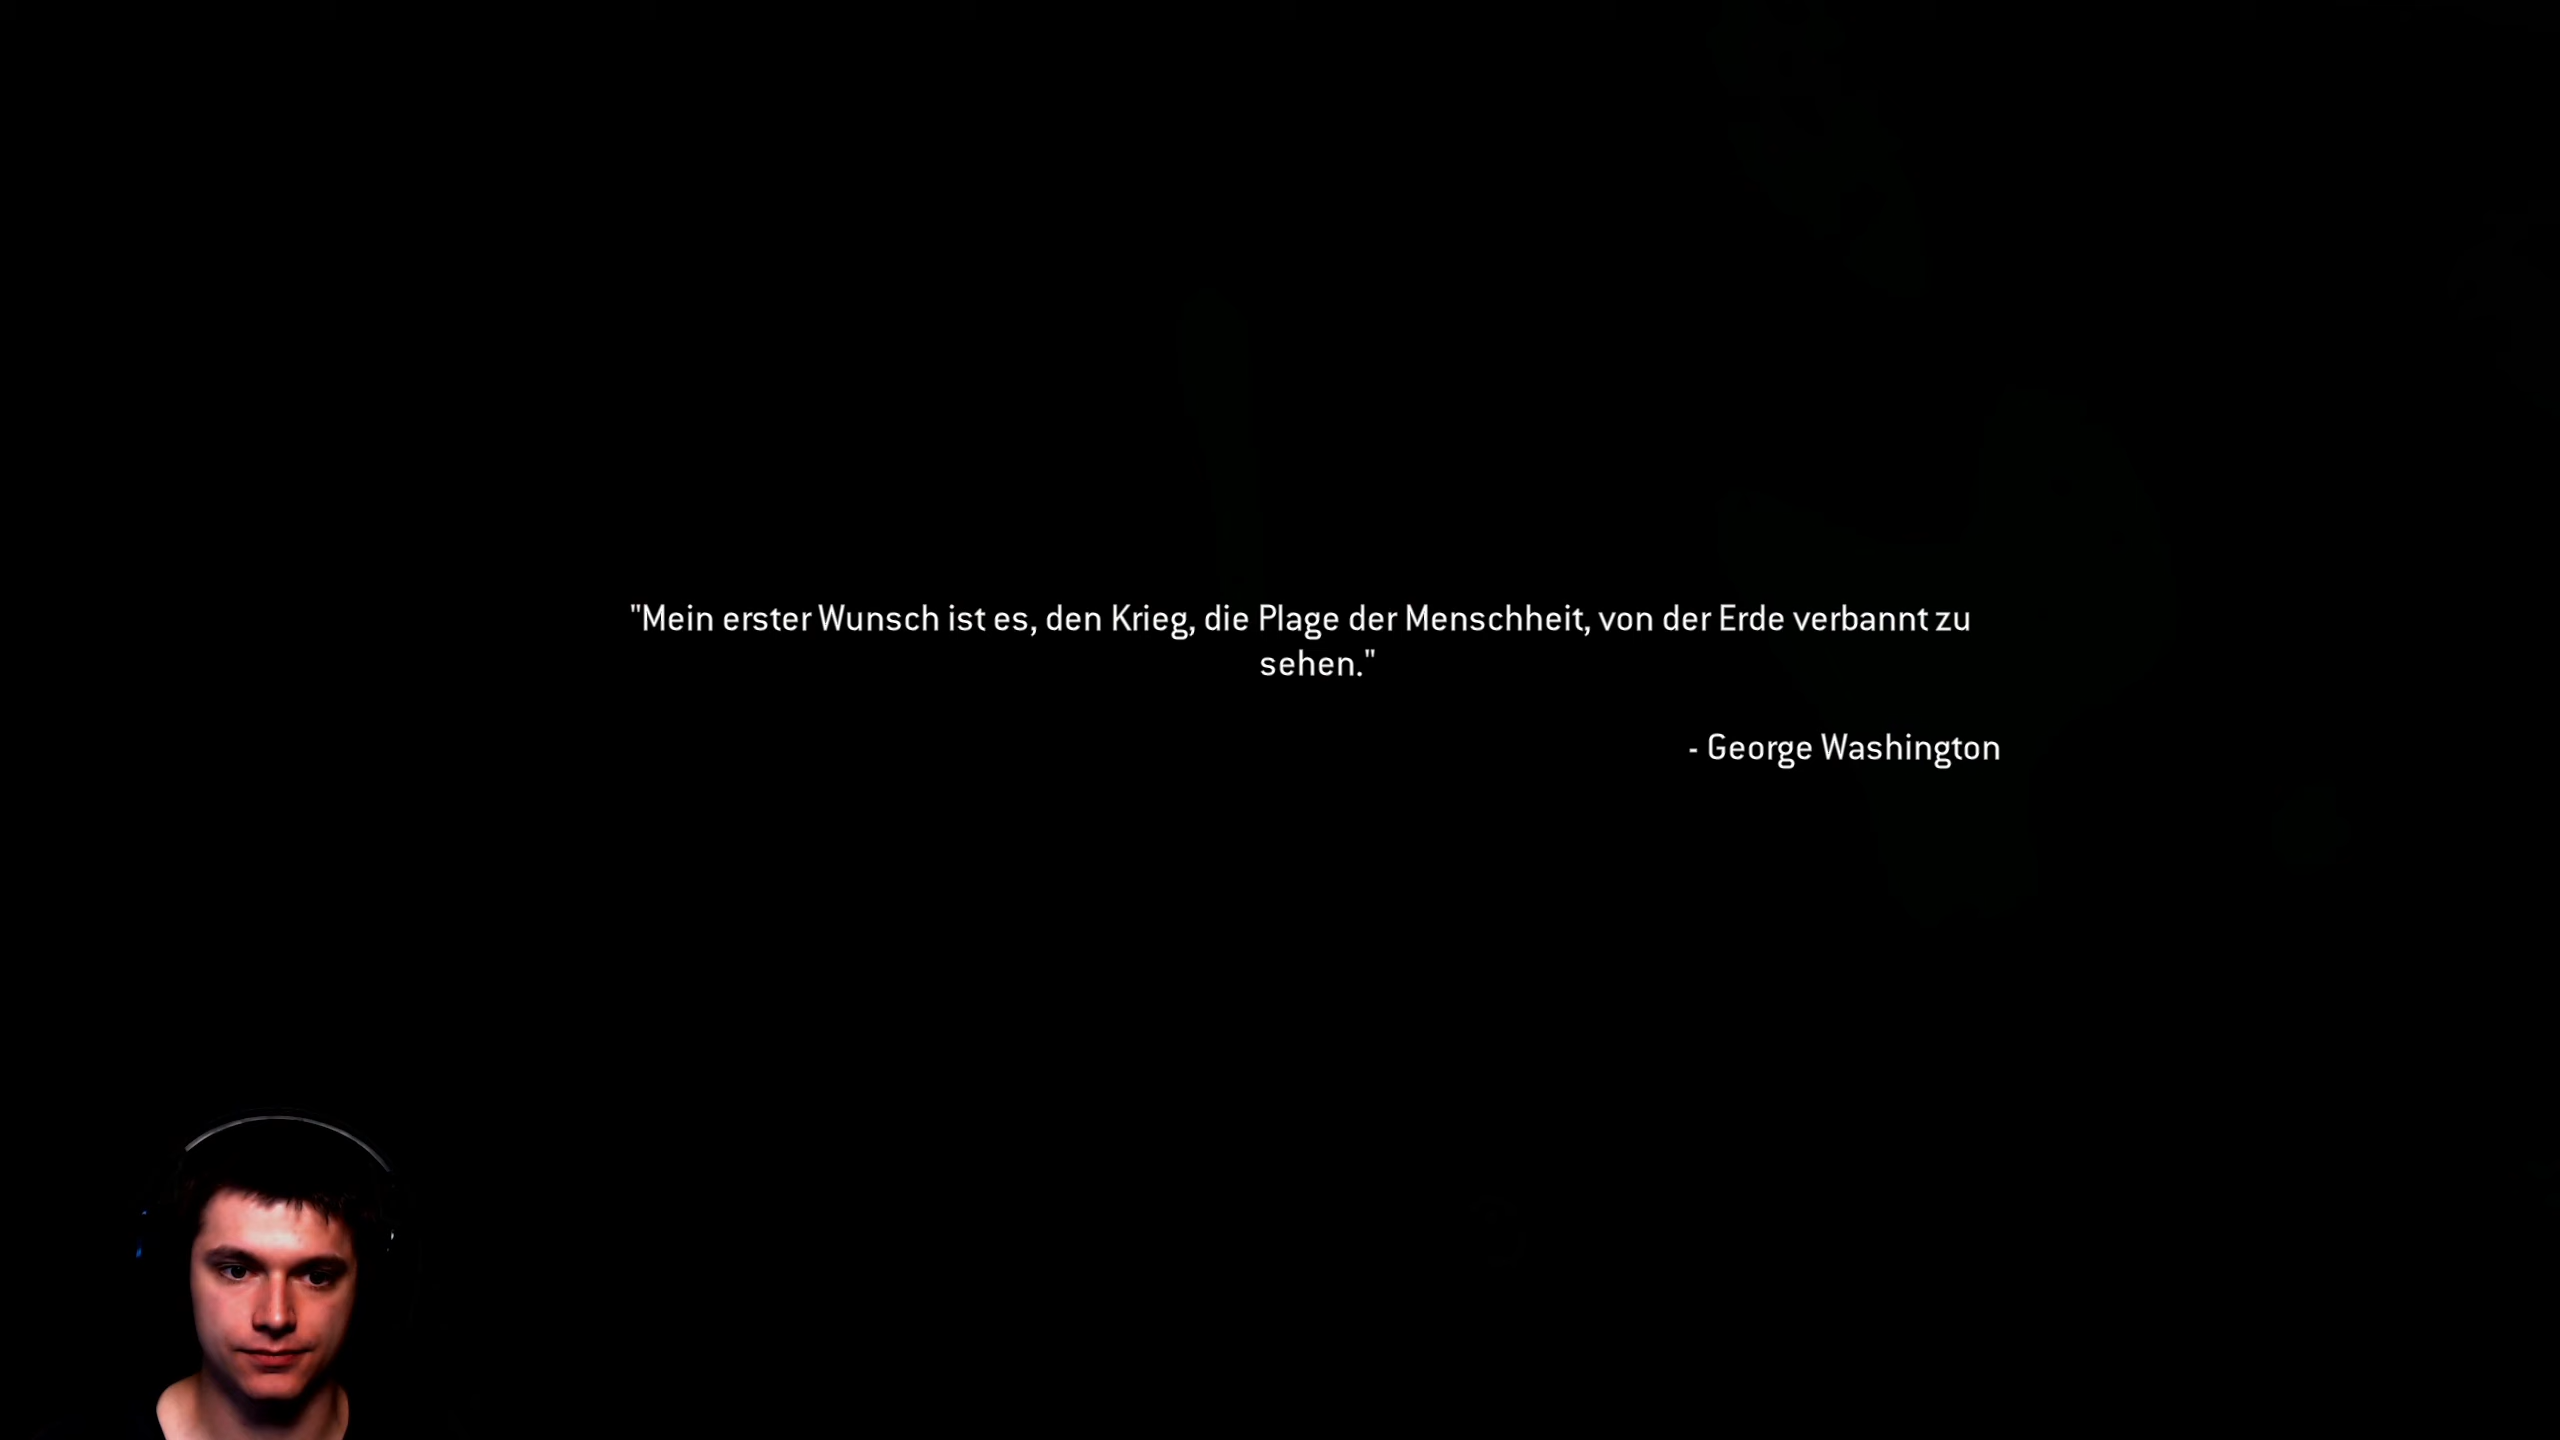 "Mein erster Wunsch ist es, den Krieg, die Plage der Menschheit, von der Erde verbannt zu
sehen."
- George Washington